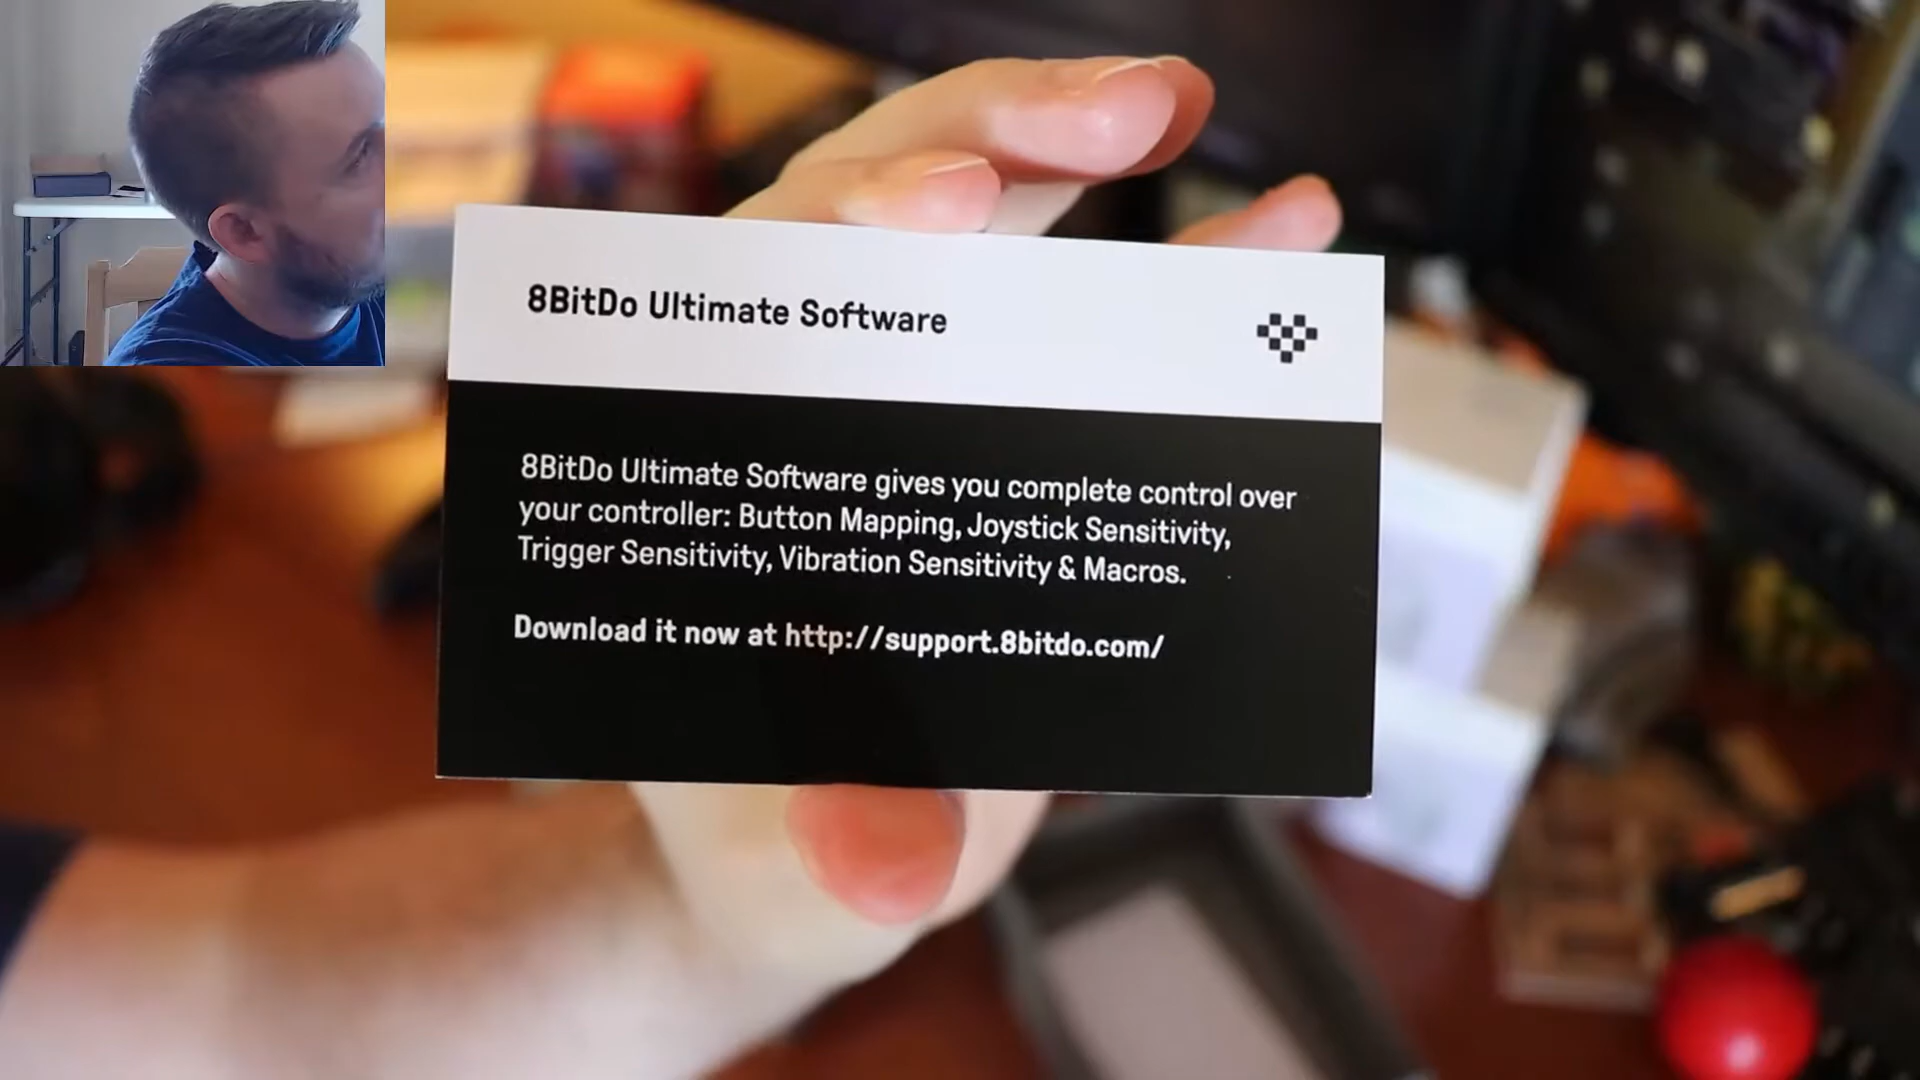 8BitDo Ultimate Software
8BitDo Ultimate Software gives you complete control over
your controller: Button Mapping, Joystick Sensitivity,
Trigger Sensitivity, Vibration Sensitivity & Macros.
Download it now at http://support.8bitdo.com/